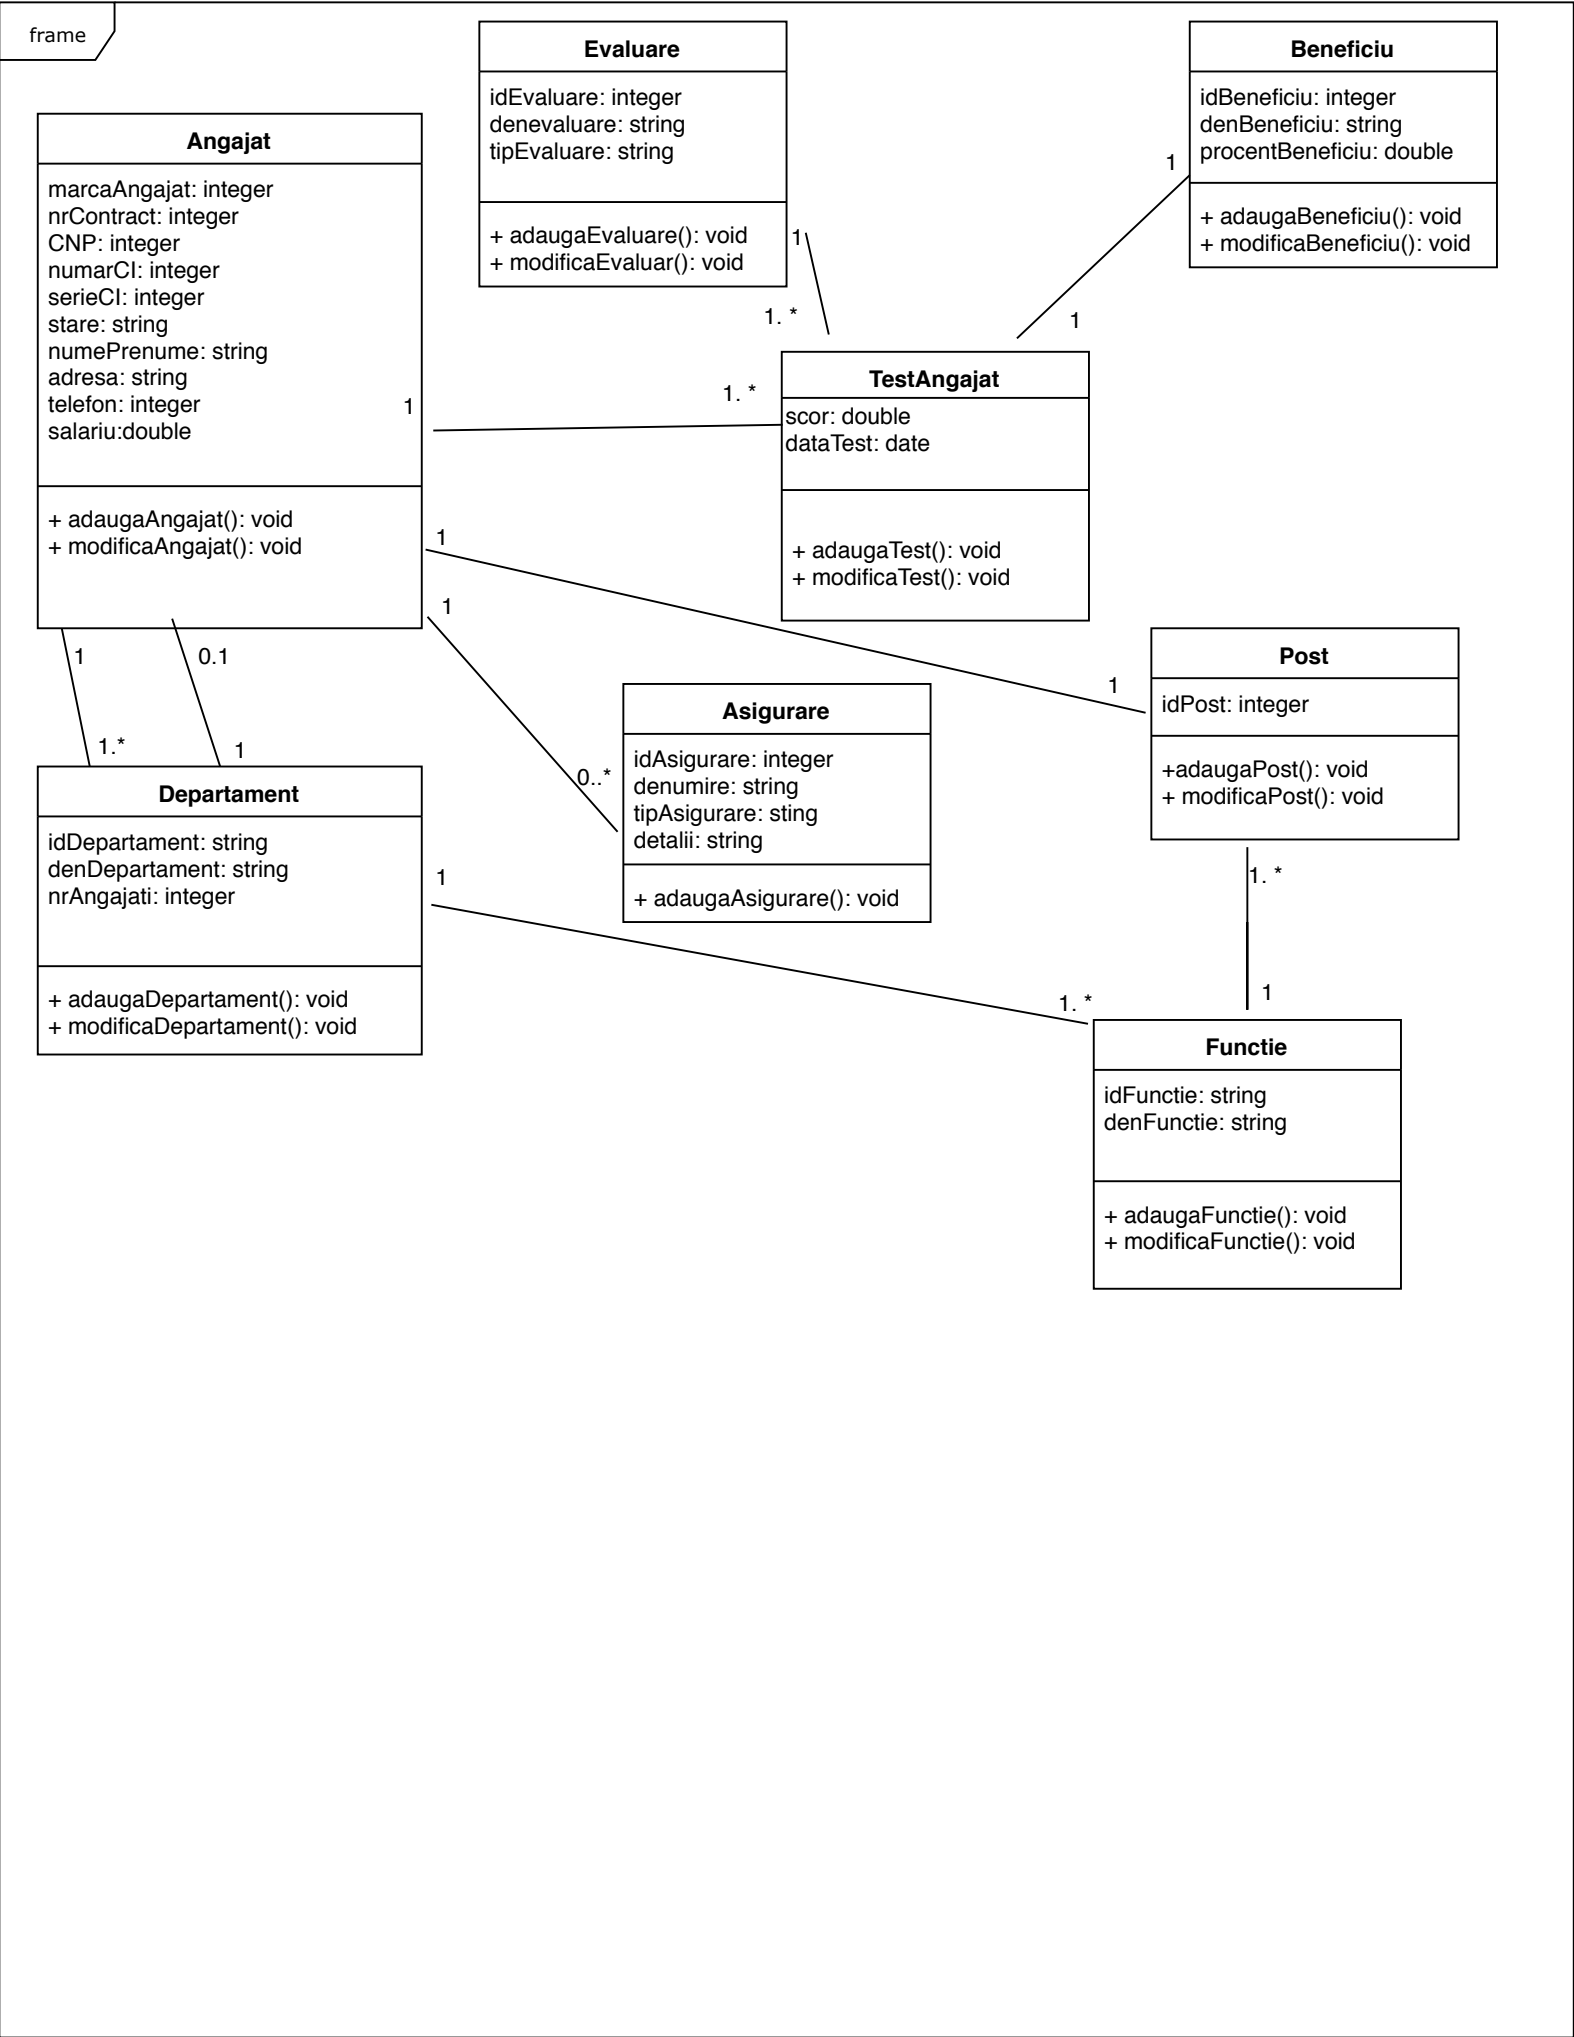 frame
Evaluare
idEvaluare: integer
denevaluare: string
tipEvaluare: string
+ adaugaEvaluare(): void
+ modificaEvaluar(): void
Beneficiu
idBeneficiu: integer
denBeneficiu: string
procentBeneficiu: double
+ adaugaBeneficiu(): void
+ modificaBeneficiu(): void
Angajat
marcaAngajat: integer
nrContract: integer
CNP: integer
numarCI: integer
serieCI: integer
stare: string
numePrenume: string
adresa: string
telefon: integer
salariu:double
+ adaugaAngajat(): void
+ modificaAngajat(): void
1
1
1. *
1
1
1. *
TestAngajat
scor: double
dataTest: date
+ adaugaTest(): void
+ modificaTest(): void
1
1
1
0.1
1
Post
idPost: integer
+adaugaPost(): void
+ modificaPost(): void
1.*
1
0..*
Asigurare
idAsigurare: integer
denumire: string
tipAsigurare: sting
detalii: string
+ adaugaAsigurare(): void
Departament
idDepartament: string
denDepartament: string
nrAngajati: integer
+ adaugaDepartament(): void
+ modificaDepartament(): void
1
1. *
1. *
1
Functie
idFunctie: string
denFunctie: string
+ adaugaFunctie(): void
+ modificaFunctie(): void